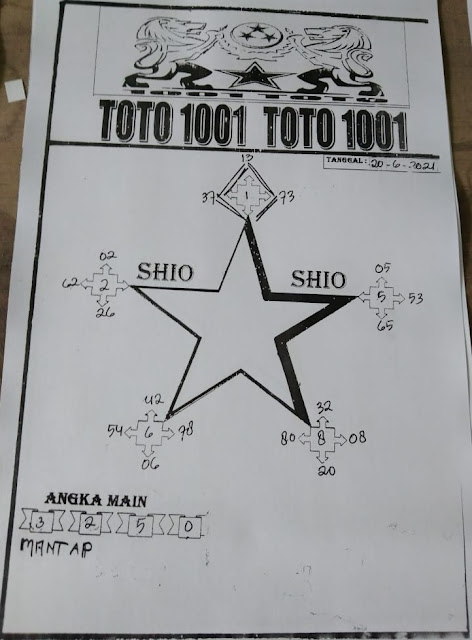 TOTO 1001 TOTO 1001
TANGGAL: 20-6-2021
13
37 1 73
SHIO SHIO
02
62 2
26
05
5 53
65
42
54 6 78
06
32
80 8 08
20
ANGKA MAIN
3 2 5 0
MANTAP